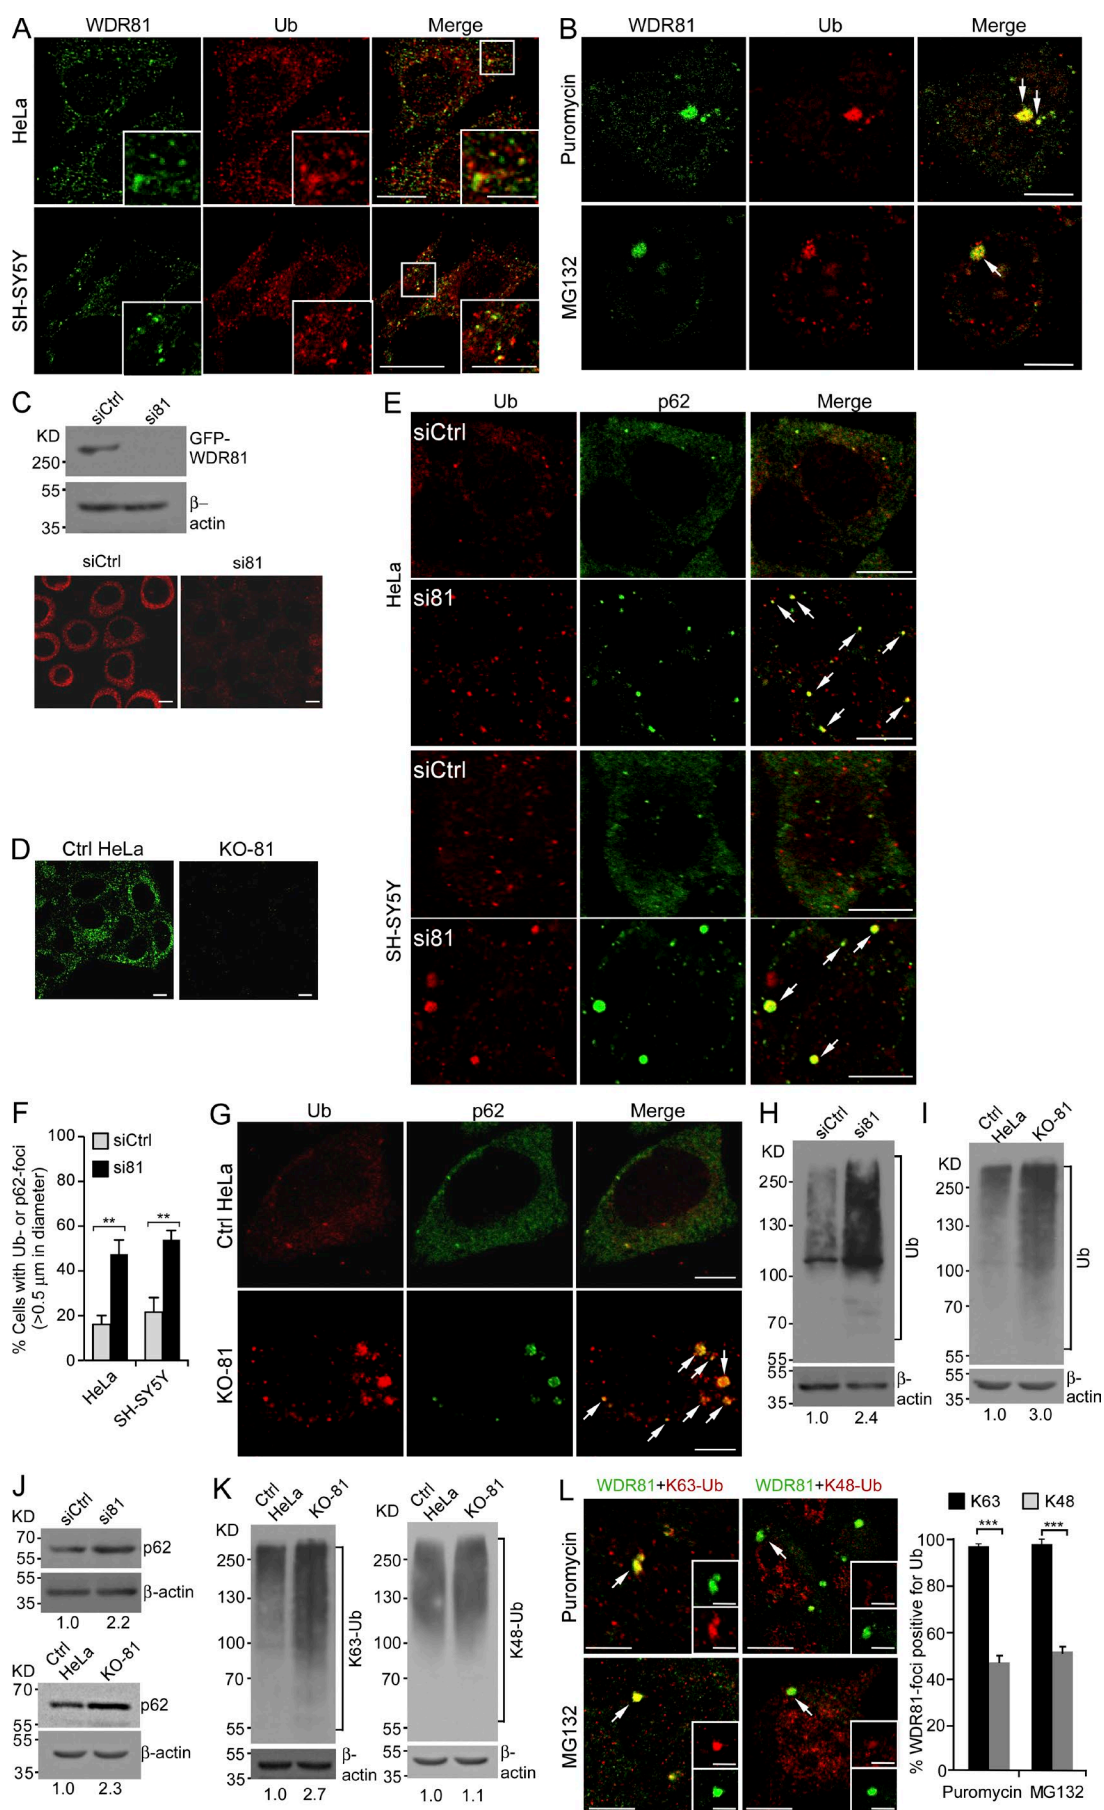 A
WDR81 Ub Merge
HeLa
SH-SY5Y
B
WDR81 Ub Merge
Puromycin
MG132
C
siCtrl si81
KD
250
GFP-
WDR81
55
35
β–
actin
siCtrl si81
D
Ctrl HeLa KO-81
E
Ub p62 Merge
HeLa
siCtrl
si81
SH-SY5Y
siCtrl
si81
F
% Cells with Ub- or p62-foci
(>0.5 μm in diameter)
100
80
60
40
20
0
siCtrl
si81
** **
HeLa
SH-SY5Y
G
Ub p62 Merge
Ctrl HeLa
KO-81
H
siCtrl si81
KD
250
130
100
70
55
Ub
55
35
β-
actin
1.0 2.4
I
Ctrl
HeLa KO-81
KD
250
130
100
70
55
Ub
55
35
β-
actin
1.0 3.0
J
siCtrl si81
KD
70
55
p62
55
35
β-actin
1.0 2.2
Ctrl
HeLa KO-81
KD
70
55
p62
55
35
β-actin
1.0 2.3
K
Ctrl
HeLa KO-81
KD
250
130
100
70
55
K63-Ub
55
35
β-
actin
1.0 2.7
Ctrl
HeLa KO-81
KD
250
130
100
70
55
K48-Ub
55
35
β-
actin
1.0 1.1
L
WDR81+K63-Ub WDR81+K48-Ub
Puromycin
MG132
K63 K48
*** ***
% WDR81-foci positive for Ub
100
80
60
40
20
0
Puromycin MG132